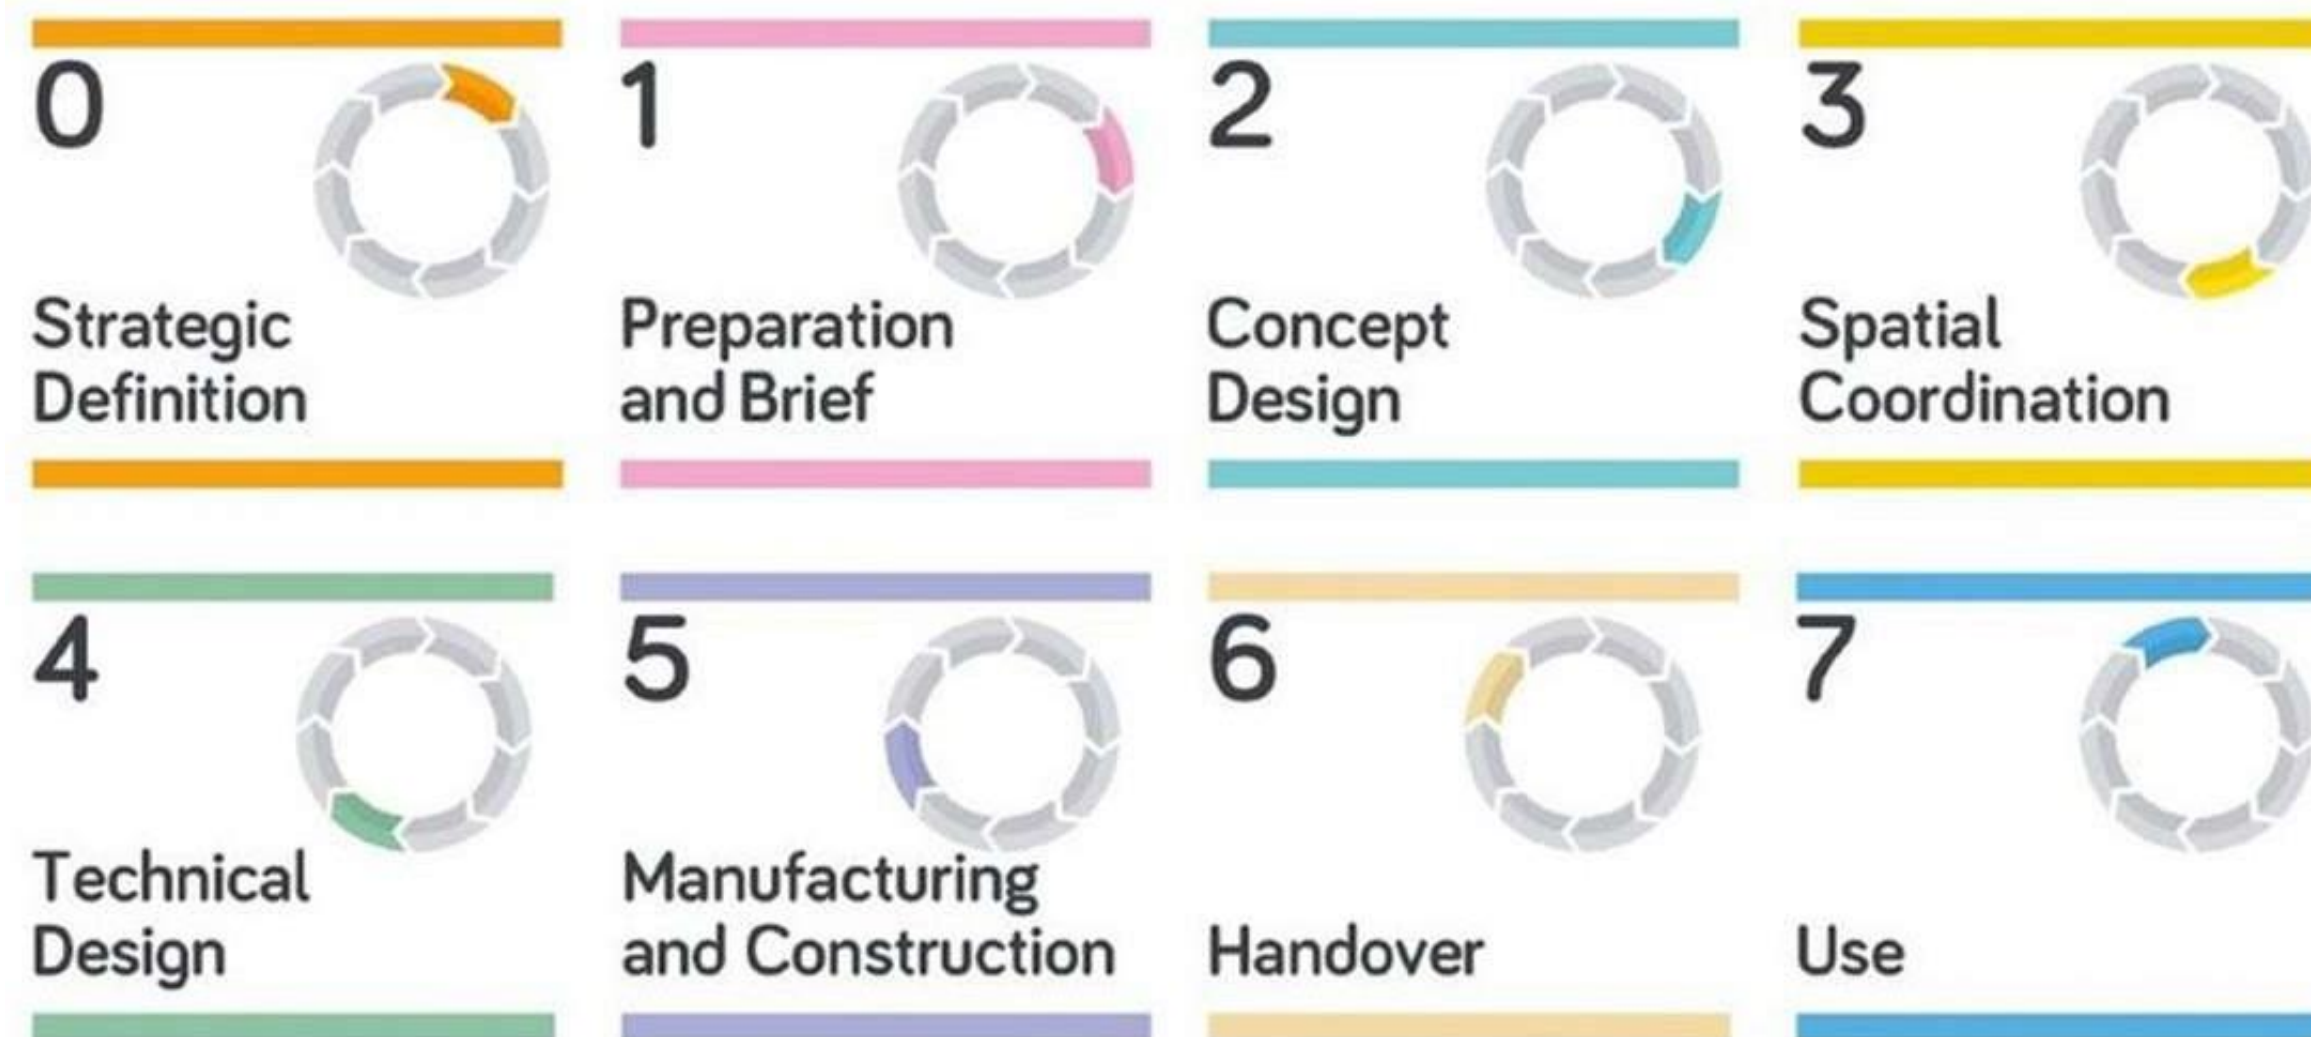 0
Strategic
Definition
1
Preparation
and Brief
2
Concept
Design
3
Spatial
Coordination
4
Technical
Design
5
Manufacturing
and Construction
6
Handover
7
Use